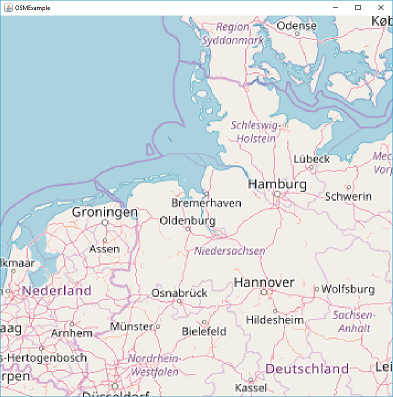 OSMExample
Region
Syddanmark
Odense
Køb
Schleswig-
Holstein
Lübeck
Mec
Vorp
Hamburg
Schwerin
Bremerhaven
Groningen
Oldenburg
Assen
Niedersachsen
lkmaar
Nederland
Osnabrück
Hannover
Wolfsburg
Hildesheim
Sachsen-
Anhalt
aag
Arnhem
Münster
Bielefeld
s-Hertogenbosch
Nordrhein-
Westfalen
Deutschland
Lei
rpen
Düsseldorf
Kassel